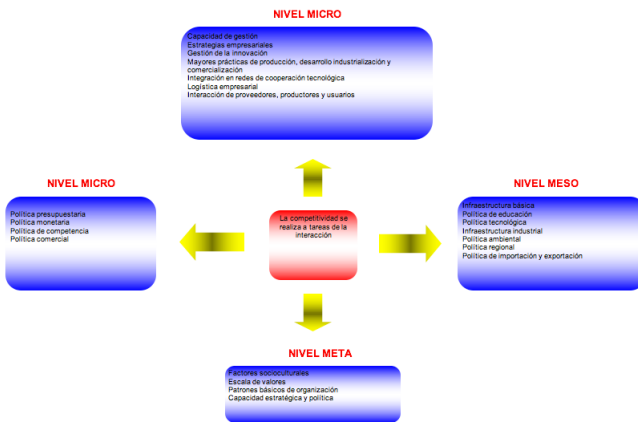 NIVEL MICRO
Capacidad de gestión
Estrategias empresariales
Gestión de la innovación
Mayores prácticas de producción, desarrollo industrialización y
comercialización
Integración en redes de cooperación tecnológica
Logística empresarial
Interacción de proveedores, productores y usuarios
NIVEL MICRO
Política presupuestaria
Política monetaria
Política de competencia
Política comercial
La competitividad se
realiza a tareas de la
interacción
NIVEL MESO
Infraestructura básica
Política de educación
Política tecnológica
Infraestructura industrial
Política ambiental
Política regional
Política de importación y exportación
NIVEL META
Factores socioculturales
Escala de valores
Patrones básicos de organización
Capacidad estratégica y política